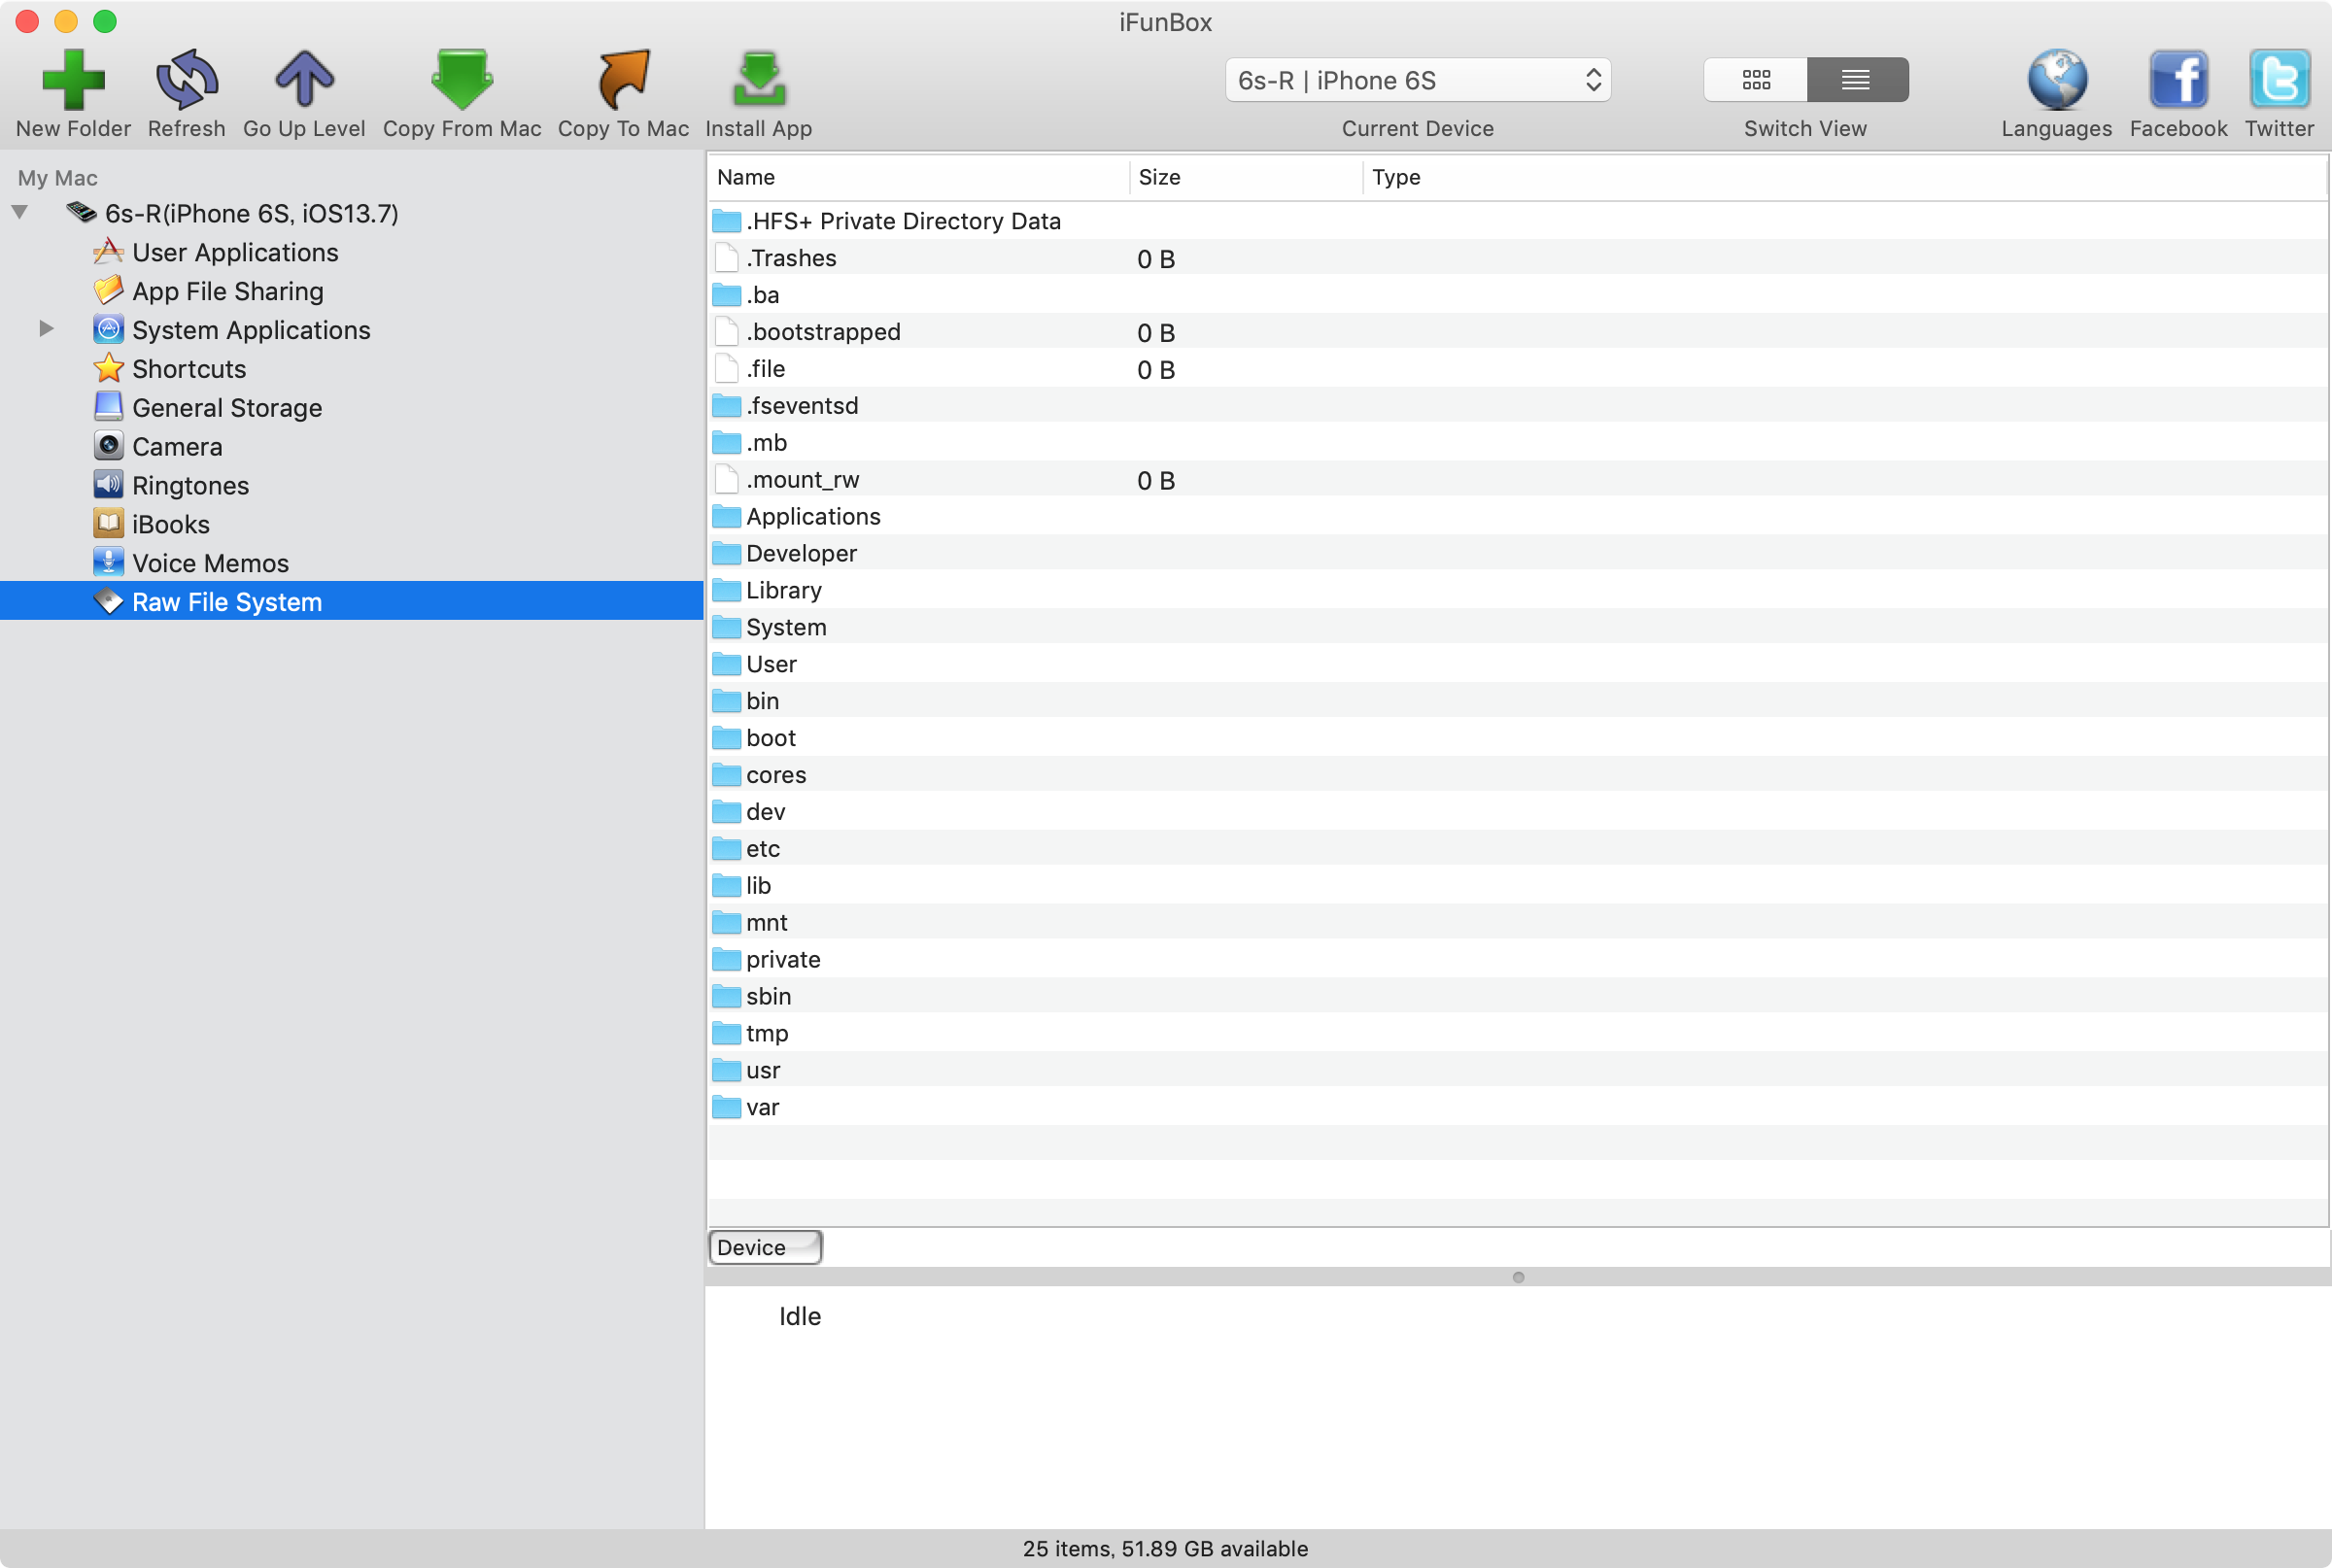 iFunBox
New Folder Refresh Go Up Level Copy From Mac Copy To Mac Install App
6s-R | iPhone 6S
Current Device
Switch View
Languages Facebook Twitter
My Mac
6s-R(iPhone 6S, iOS13.7)
User Applications
App File Sharing
System Applications
Shortcuts
General Storage
Camera
Ringtones
iBooks
Voice Memos
Raw File System
Name Size Type
.HFS+ Private Directory Data
.Trashes 0 B
.ba
.bootstrapped 0 B
.file 0 B
.fseventsd
.mb
.mount_rw 0 B
Applications
Developer
Library
System
User
bin
boot
cores
dev
etc
lib
mnt
private
sbin
tmp
usr
var
Device
Idle
25 items, 51.89 GB available